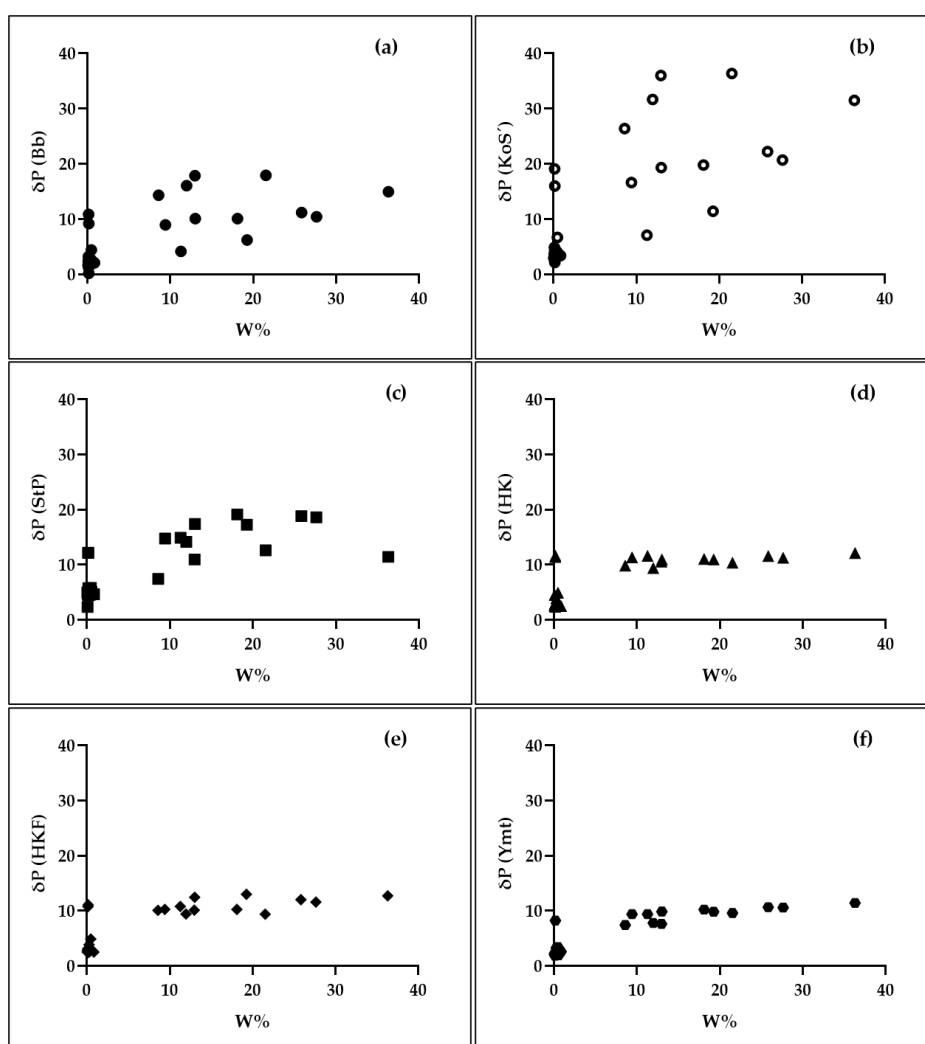 (a)
40
30
20
10
0
δP (Bb)
0 10 20 30 40
W%
(b)
40
30
20
10
0
δP (KoS´)
0 10 20 30 40
W%
(c)
40
30
20
10
0
δP (StP)
0 10 20 30 40
W%
(d)
40
30
20
10
0
δP (HK)
0 10 20 30 40
W%
(e)
40
30
20
10
0
δP (HKF)
0 10 20 30 40
W%
(f)
40
30
20
10
0
δP (Ymt)
0 10 20 30 40
W%